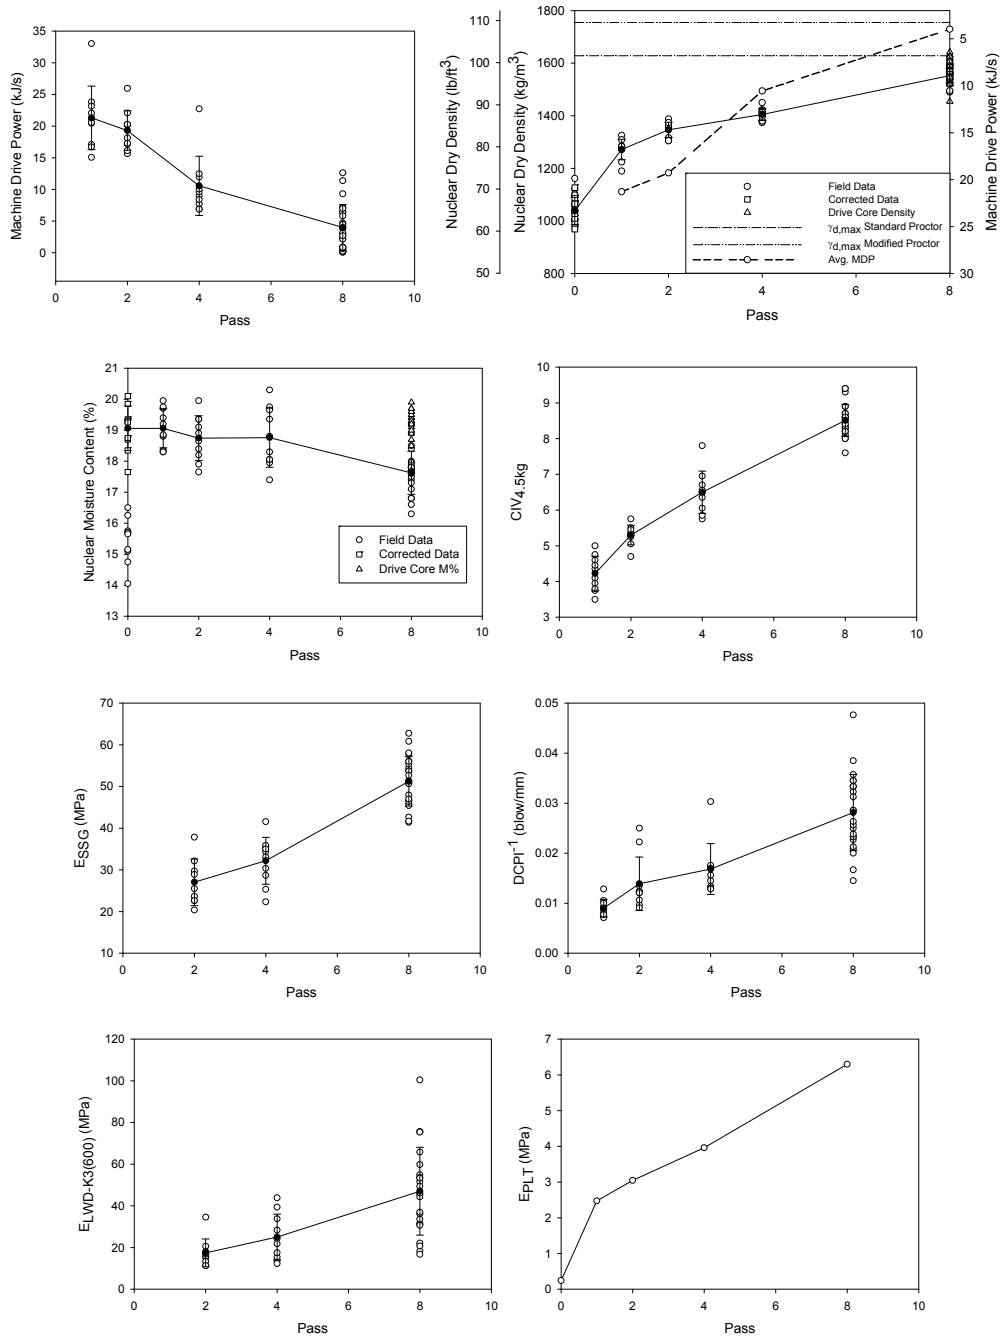 Machine Drive Power (kJ/s)
35
30
25
20
15
10
5
0
0 2 4 6 8 10
Pass
Nuclear Dry Density (lb/ft³)
110
100
90
80
70
60
50
Nuclear Dry Density (kg/m³)
1800
1600
1400
1200
1000
800
Machine Drive Power (kJ/s)
5
10
15
20
25
30
Field Data
Corrected Data
Drive Core Density
γd,max Standard Proctor
γd,max Modified Proctor
Avg. MDP
0 2 4 6 8
Pass
Nuclear Moisture Content (%)
21
20
19
18
17
16
15
14
13
Field Data
Corrected Data
Drive Core M%
0 2 4 6 8 10
Pass
CIV4.5kg
10
9
8
7
6
5
4
3
0 2 4 6 8 10
Pass
ESSG (MPa)
70
60
50
40
30
20
10
0 2 4 6 8 10
Pass
DCPI⁻¹ (blow/mm)
0.05
0.04
0.03
0.02
0.01
0.00
0 2 4 6 8 10
Pass
ELWD-K3(600) (MPa)
120
100
80
60
40
20
0
0 2 4 6 8 10
Pass
EPLT (MPa)
7
6
5
4
3
2
1
0
0 2 4 6 8 10
Pass